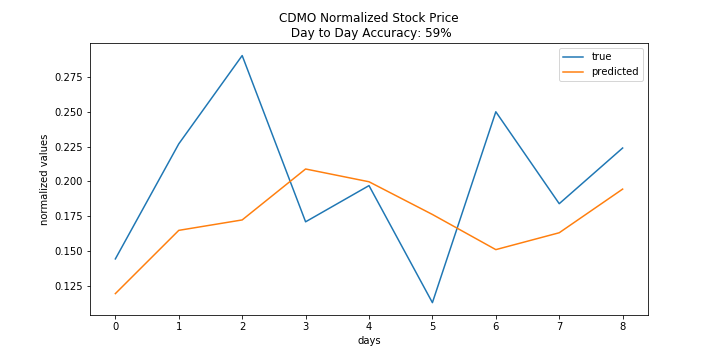 CDMO Normalized Stock Price
Day to Day Accuracy: 59%
true
predicted
normalized values
0.275
0.250
0.225
0.200
0.175
0.150
0.125
0 1 2 3 4 5 6 7 8
days